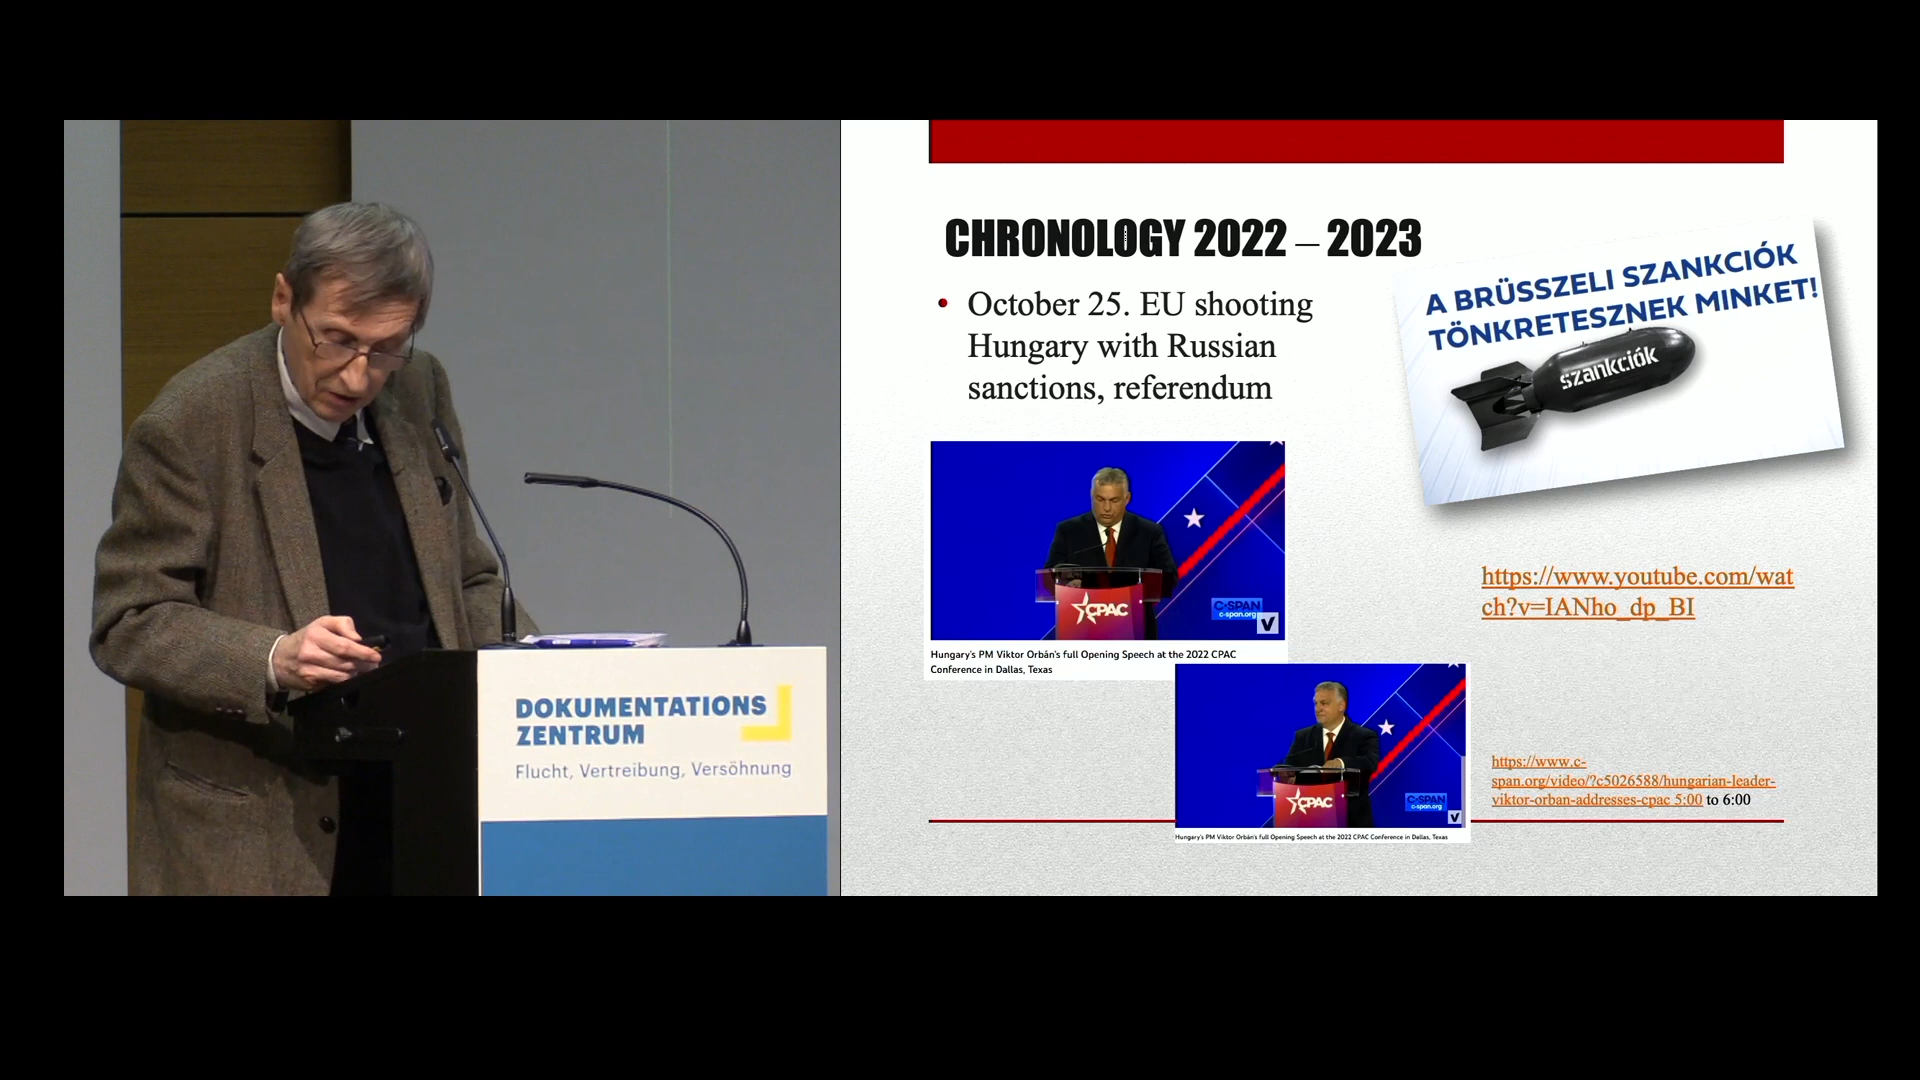 CHRONOLOGY 2022 – 2023
• October 25. EU shooting
Hungary with Russian
sanctions, referendum
A BRÜSSZELI SZANKCIÓK
TÖNKRETESZNEK MINKET!
szankciók
CPAC
C-SPAN
c-span.org
V
Hungary's PM Viktor Orbán's full Opening Speech at the 2022 CPAC
Conference in Dallas, Texas
https://www.youtube.com/wat
ch?v=IANho_dp_BI
CPAC
C-SPAN
c-span.org
V
Hungary's PM Viktor Orbán's full Opening Speech at the 2022 CPAC Conference in Dallas, Texas
https://www.c-
span.org/video/?c5026588/hungarian-leader-
viktor-orban-addresses-cpac 5:00 to 6:00
DOKUMENTATIONS
ZENTRUM
Flucht, Vertreibung, Versöhnung